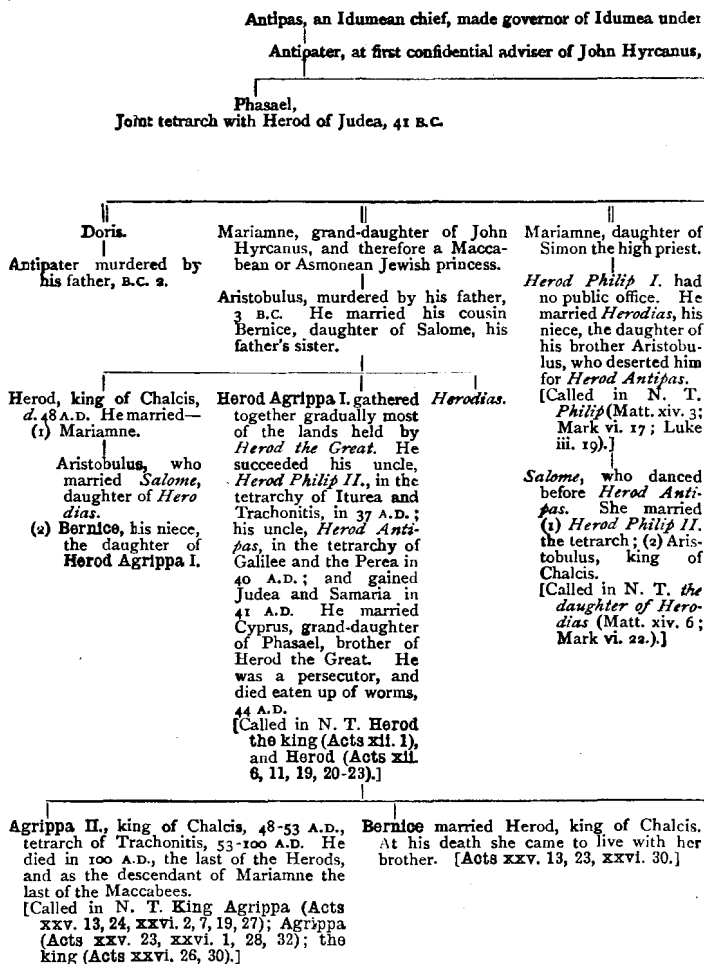 Antipas, an Idumean chief, made governor of Idumea under
Antipater, at first confidential adviser of John Hyrcanus,
Phasael,
Joint tetrarch with Herod of Judea, 41 B.C.
Doris.
Antipater murdered by
his father, B.C. 2.
Mariamne, grand-daughter of John
Hyrcanus, and therefore a Macca-
bean or Asmonean Jewish princess.
Aristobulus, murdered by his father,
3 B.C. He married his cousin
Bernice, daughter of Salome, his
father's sister.
Mariamne, daughter of
Simon the high priest.
Herod Philip I. had
no public office. He
married Herodias, his
niece, the daughter of
his brother Aristobu-
lus, who deserted him
for Herod Antipas.
[Called in N. T.
Philip (Matt. xiv. 3;
Mark vi. 17; Luke
iii. 19).]
Salome, who danced
before Herod Anti-
pas. She married
(1) Herod Philip II.
the tetrarch; (2) Aris-
tobulus, king of
Chalcis.
[Called in N. T. the
daughter of Hero-
dias (Matt. xiv. 6;
Mark vi. 22.).]
Herod, king of Chalcis,
d. 48 A.D. He married—
(1) Mariamne.
Aristobulus, who
married Salome,
daughter of Hero
dias.
(2) Bernice, his niece,
the daughter of
Herod Agrippa I.
Herod Agrippa I. gathered
together gradually most
of the lands held by
Herod the Great. He
succeeded his uncle,
Herod Philip II., in the
tetrarchy of Iturea and
Trachonitis, in 37 A.D.;
his uncle, Herod Anti-
pas, in the tetrarchy of
Galilee and the Perea in
40 A.D.; and gained
Judea and Samaria in
41 A.D. He married
Cyprus, grand-daughter
of Phasael, brother of
Herod the Great. He
was a persecutor, and
died eaten up of worms,
44 A.D.
[Called in N. T. Herod
the king (Acts xii. 1),
and Herod (Acts xii.
6, 11, 19, 20-23).]
Herodias.
Agrippa II., king of Chalcis, 48-53 A.D.,
tetrarch of Trachonitis, 53-100 A.D. He
died in 100 A.D., the last of the Herods,
and as the descendant of Mariamne the
last of the Maccabees.
[Called in N. T. King Agrippa (Acts
xxv. 13, 24, xxvi. 2, 7, 19, 27); Agrippa
(Acts xxv. 23, xxvi. 1, 28, 32); the
king (Acts xxvi. 26, 30).]
Bernice married Herod, king of Chalcis.
At his death she came to live with her
brother. [Acts xxv. 13, 23, xxvi. 30.]